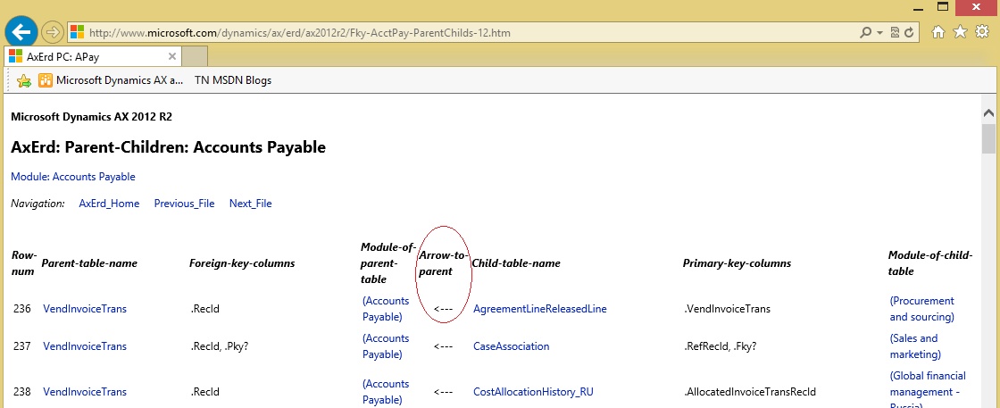 http://www.microsoft.com/dynamics/ax/erd/ax2012r2/Fky-AcctPay-ParentChilds-12.htm
AxErd PC: APay
Microsoft Dynamics AX a... TN MSDN Blogs
Microsoft Dynamics AX 2012 R2
AxErd: Parent-Children: Accounts Payable
Module: Accounts Payable
Navigation: AxErd_Home Previous_File Next_File
Row-num Parent-table-name Foreign-key-columns Module-of-parent-table Arrow-to-parent Child-table-name Primary-key-columns Module-of-child-table
236 VendInvoiceTrans .RecId (Accounts Payable) <--- AgreementLineReleasedLine .VendInvoiceTrans (Procurement and sourcing)
237 VendInvoiceTrans .RecId, .Pky? (Accounts Payable) <--- CaseAssociation .RefRecId, .Fky? (Sales and marketing)
238 VendInvoiceTrans .RecId (Accounts Payable) <--- CostAllocationHistory_RU .AllocatedInvoiceTransRecId (Global financial management - Russia)